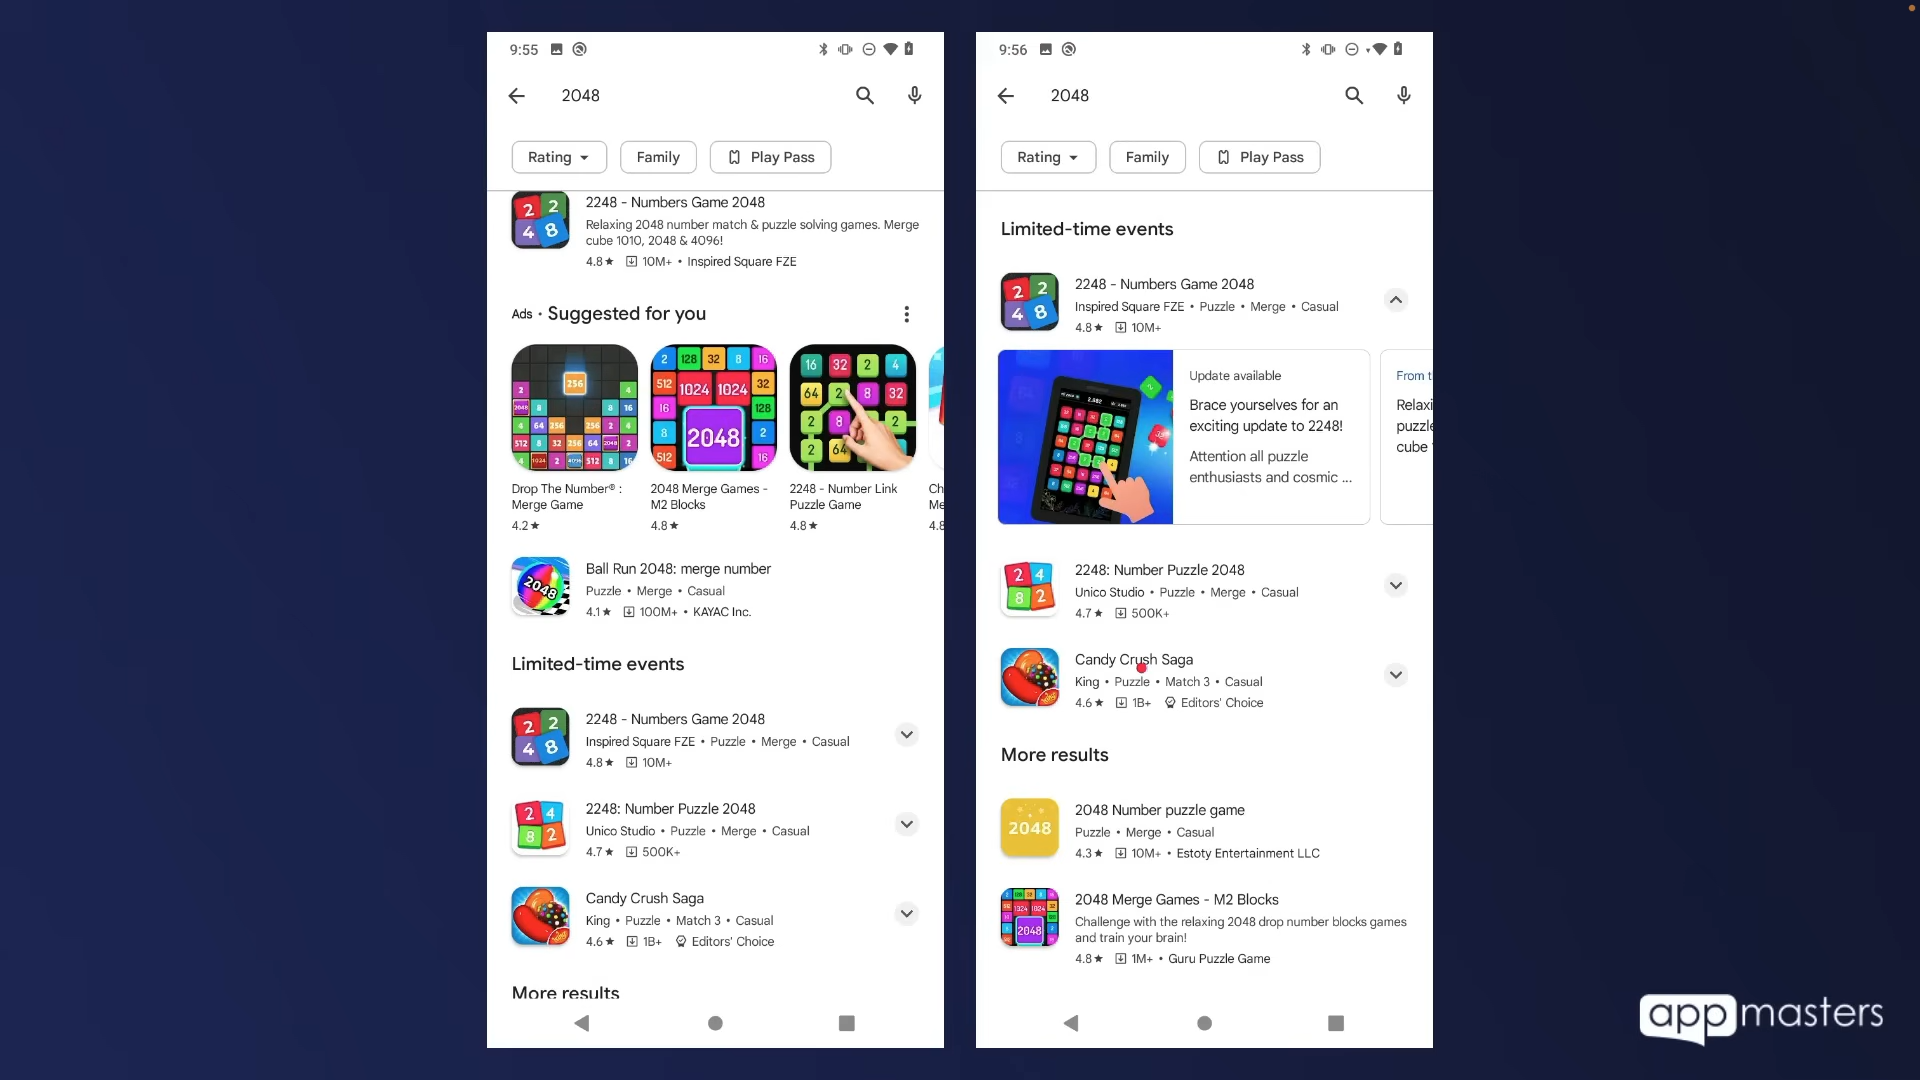 9:55
2048
Rating
Family
Play Pass
2248 - Numbers Game 2048
Relaxing 2048 number match & puzzle solving games. Merge
cube 1010, 2048 & 4096!
4.8★ 10M+ • Inspired Square FZE
Ads • Suggested for you
Drop The Number® :
Merge Game
4.2★
2048 Merge Games -
M2 Blocks
4.8★
2248 - Number Link
Puzzle Game
4.8★
Ch
Me
4.8
Ball Run 2048: merge number
Puzzle • Merge • Casual
4.1★ 100M+ • KAYAC Inc.
Limited-time events
2248 - Numbers Game 2048
Inspired Square FZE • Puzzle • Merge • Casual
4.8★ 10M+
2248: Number Puzzle 2048
Unico Studio • Puzzle • Merge • Casual
4.7★ 500K+
Candy Crush Saga
King • Puzzle • Match 3 • Casual
4.6★ 1B+ Editors' Choice
More results
9:56
2048
Rating
Family
Play Pass
Limited-time events
2248 - Numbers Game 2048
Inspired Square FZE • Puzzle • Merge • Casual
4.8★ 10M+
Update available
Brace yourselves for an
exciting update to 2248!
Attention all puzzle
enthusiasts and cosmic ...
From t
Relaxi
puzzle
cube
2248: Number Puzzle 2048
Unico Studio • Puzzle • Merge • Casual
4.7★ 500K+
Candy Crush Saga
King • Puzzle • Match 3 • Casual
4.6★ 1B+ Editors' Choice
More results
2048 Number puzzle game
Puzzle • Merge • Casual
4.3★ 10M+ • Estoty Entertainment LLC
2048 Merge Games - M2 Blocks
Challenge with the relaxing 2048 drop number blocks games
and train your brain!
4.8★ 1M+ • Guru Puzzle Game
appmasters